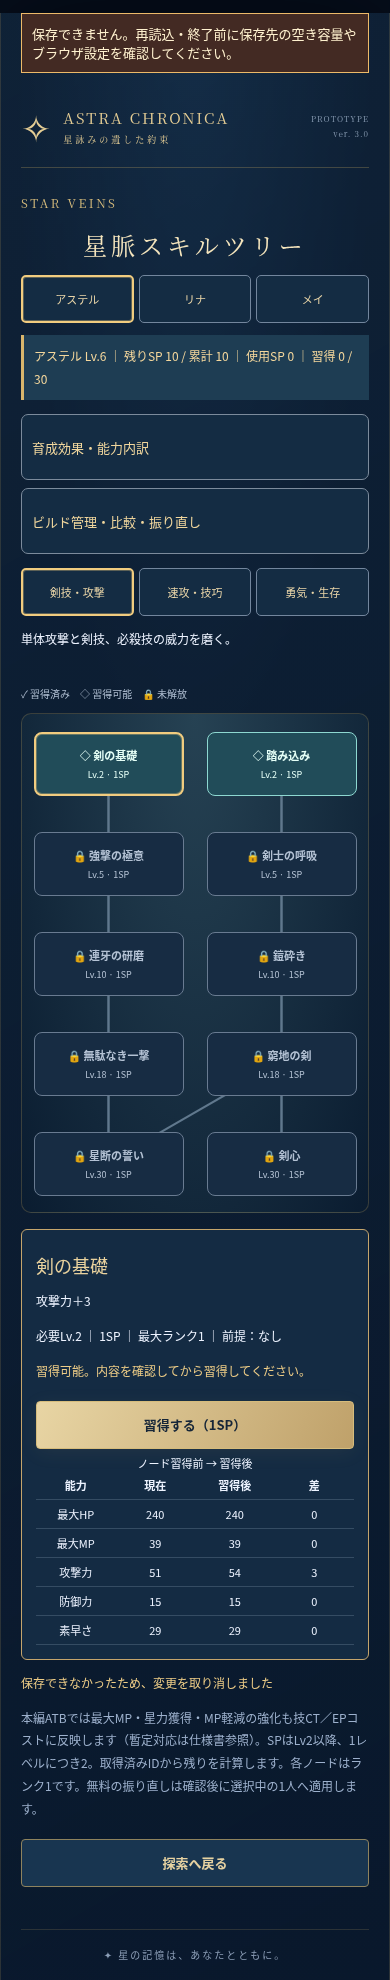 保存できません。再読込・終了前に保存先の空き容量や
ブラウザ設定を確認してください。
ASTRA CHRONICA
星詠みの遺した約束
PROTOTYPE
ver. 3.0
STAR VEINS
星脈スキルツリー
アステル
リナ
メイ
アステル Lv.6 ｜ 残りSP 10 / 累計 10 ｜ 使用SP 0 ｜ 習得 0 /
30
育成効果・能力内訳
ビルド管理・比較・振り直し
剣技・攻撃
速攻・技巧
勇気・生存
単体攻撃と剣技、必殺技の威力を磨く。
✓習得済み ◇習得可能 🔒未解放
◇ 剣の基礎
Lv.2 · 1SP
◇ 踏み込み
Lv.2 · 1SP
🔒 強撃の極意
Lv.5 · 1SP
🔒 剣士の呼吸
Lv.5 · 1SP
🔒 連牙の研磨
Lv.10 · 1SP
🔒 鎧砕き
Lv.10 · 1SP
🔒 無駄なき一撃
Lv.18 · 1SP
🔒 窮地の剣
Lv.18 · 1SP
🔒 星断の誓い
Lv.30 · 1SP
🔒 剣心
Lv.30 · 1SP
剣の基礎
攻撃力＋3
必要Lv.2 ｜ 1SP ｜ 最大ランク1 ｜ 前提：なし
習得可能。内容を確認してから習得してください。
習得する（1SP）
ノード習得前 → 習得後
能力 現在 習得後 差
最大HP 240 240 0
最大MP 39 39 0
攻撃力 51 54 3
防御力 15 15 0
素早さ 29 29 0
保存できなかったため、変更を取り消しました
本編ATBでは最大MP・星力獲得・MP軽減の強化も技CT／EPコ
ストに反映します（暫定対応は仕様書参照）。SPはLv2以降、1レ
ベルにつき2。取得済みIDから残りを計算します。各ノードはラ
ンク1です。無料の振り直しは確認後に選択中の1人へ適用しま
す。
探索へ戻る
✦ 星の記憶は、あなたとともに。